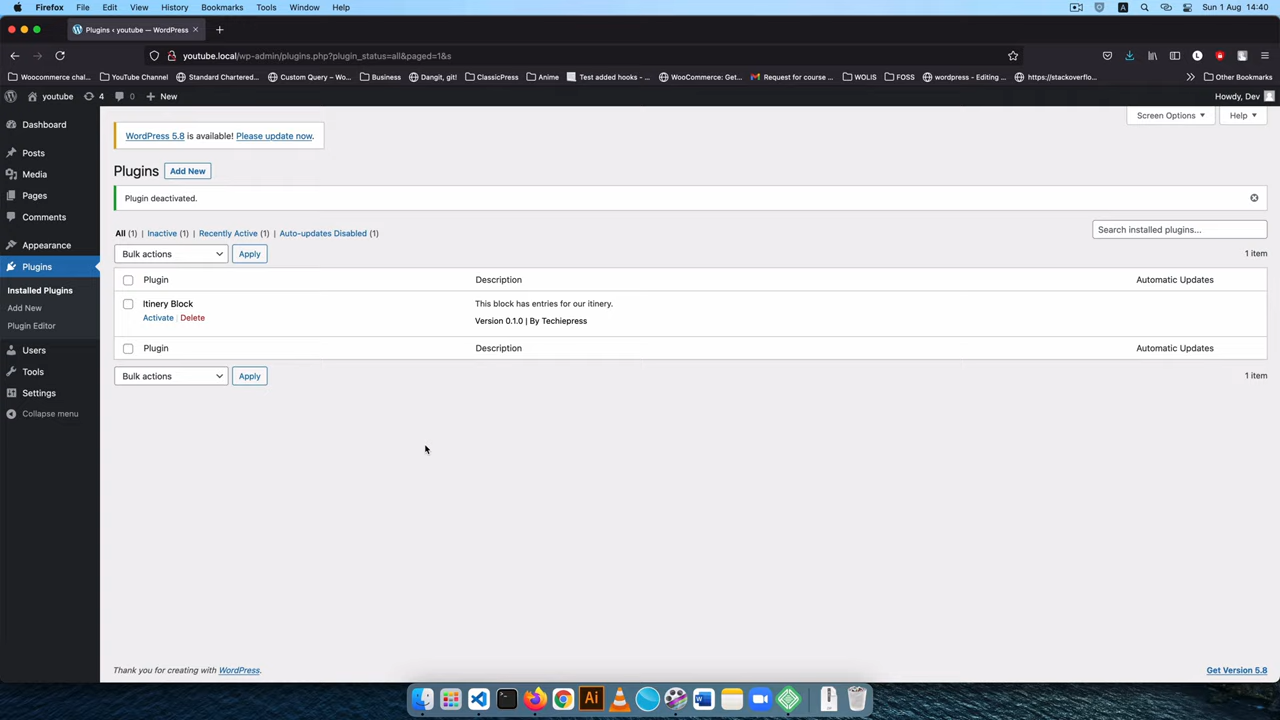 Firefox File Edit View History Bookmarks Tools Window Help A Sun 1 Aug 14:40
Plugins ‹ youtube — WordPress
youtube.local/wp-admin/plugins.php?plugin_status=all&paged=1&s
Woocommerce chal... YouTube Channel Standard Chartered... Custom Query – Wo... Business Dangit, git! ClassicPress Anime Test added hooks - ... WooCommerce: Get... Request for course ... WOLIS FOSS wordpress - Editing ... https://stackoverflo... Other Bookmarks
youtube 4 0 New Howdy, Dev
Screen Options Help
Dashboard
Posts
Media
Pages
Comments
Appearance
Plugins
Installed Plugins
Add New
Plugin Editor
Users
Tools
Settings
Collapse menu
WordPress 5.8 is available! Please update now.
Plugins Add New
Plugin deactivated.
All (1) | Inactive (1) | Recently Active (1) | Auto-updates Disabled (1)
Search installed plugins...
Bulk actions Apply 1 item
Plugin Description Automatic Updates
Itinery Block This block has entries for our itinery.
Activate | Delete Version 0.1.0 | By Techiepress
Plugin Description Automatic Updates
Bulk actions Apply 1 item
Thank you for creating with WordPress. Get Version 5.8
Ai W